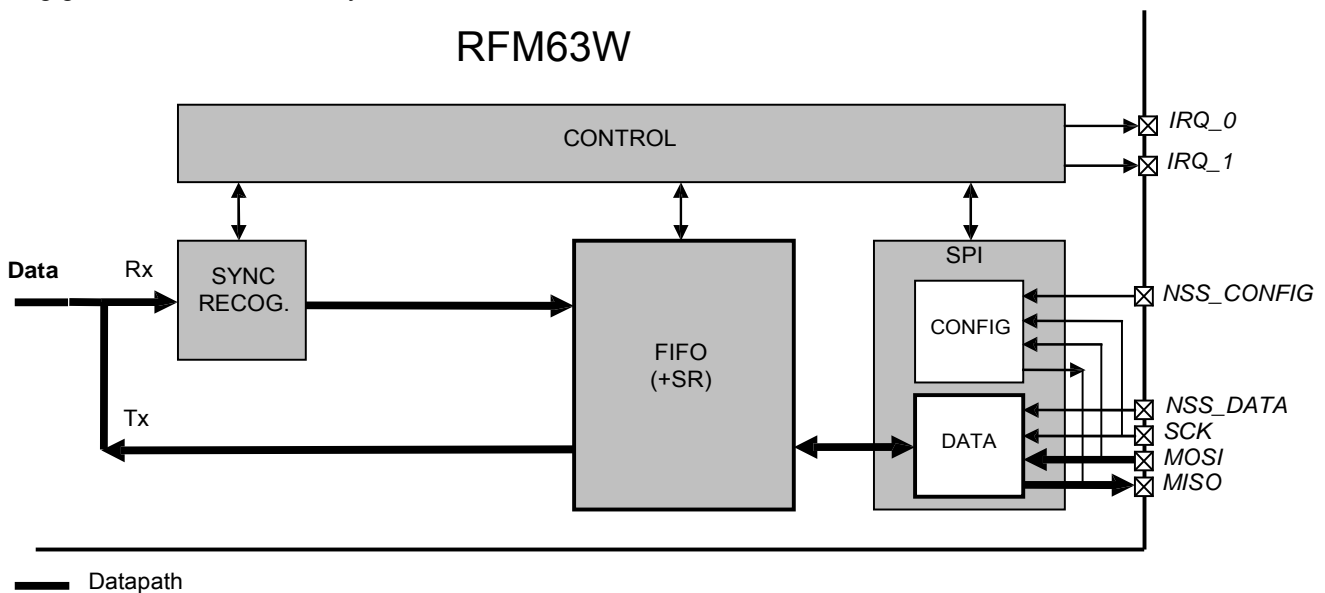 RFM63W
CONTROL
IRQ_0
IRQ_1
Data
Rx
SYNC
RECOG.
SPI
NSS_CONFIG
CONFIG
FIFO
(+SR)
Tx
NSS_DATA
SCK
DATA
MOSI
MISO
Datapath